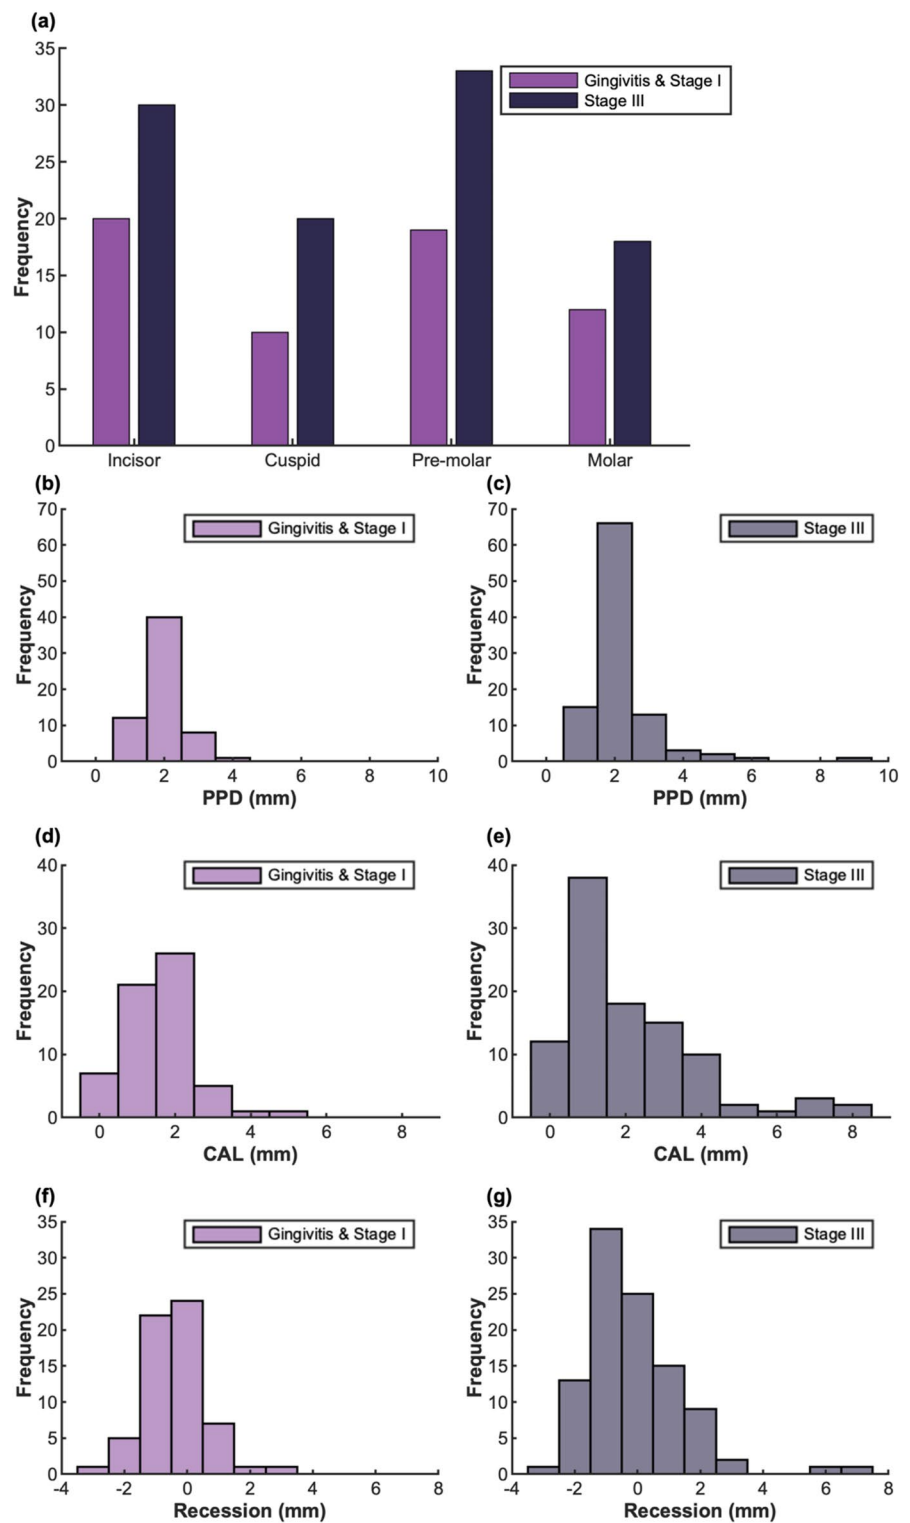 (a)
35
30
25
20
15
10
5
0
Frequency
Gingivitis & Stage I
Stage III
Incisor Cuspid Pre-molar Molar
(b)
70
60
50
40
30
20
10
0
Frequency
Gingivitis & Stage I
0 2 4 6 8 10
PPD (mm)
(c)
70
60
50
40
30
20
10
0
Frequency
Stage III
0 2 4 6 8 10
PPD (mm)
(d)
40
30
20
10
0
Frequency
Gingivitis & Stage I
0 2 4 6 8
CAL (mm)
(e)
40
30
20
10
0
Frequency
Stage III
0 2 4 6 8
CAL (mm)
(f)
35
30
25
20
15
10
5
0
Frequency
Gingivitis & Stage I
-4 -2 0 2 4 6 8
Recession (mm)
(g)
35
30
25
20
15
10
5
0
Frequency
Stage III
-4 -2 0 2 4 6 8
Recession (mm)